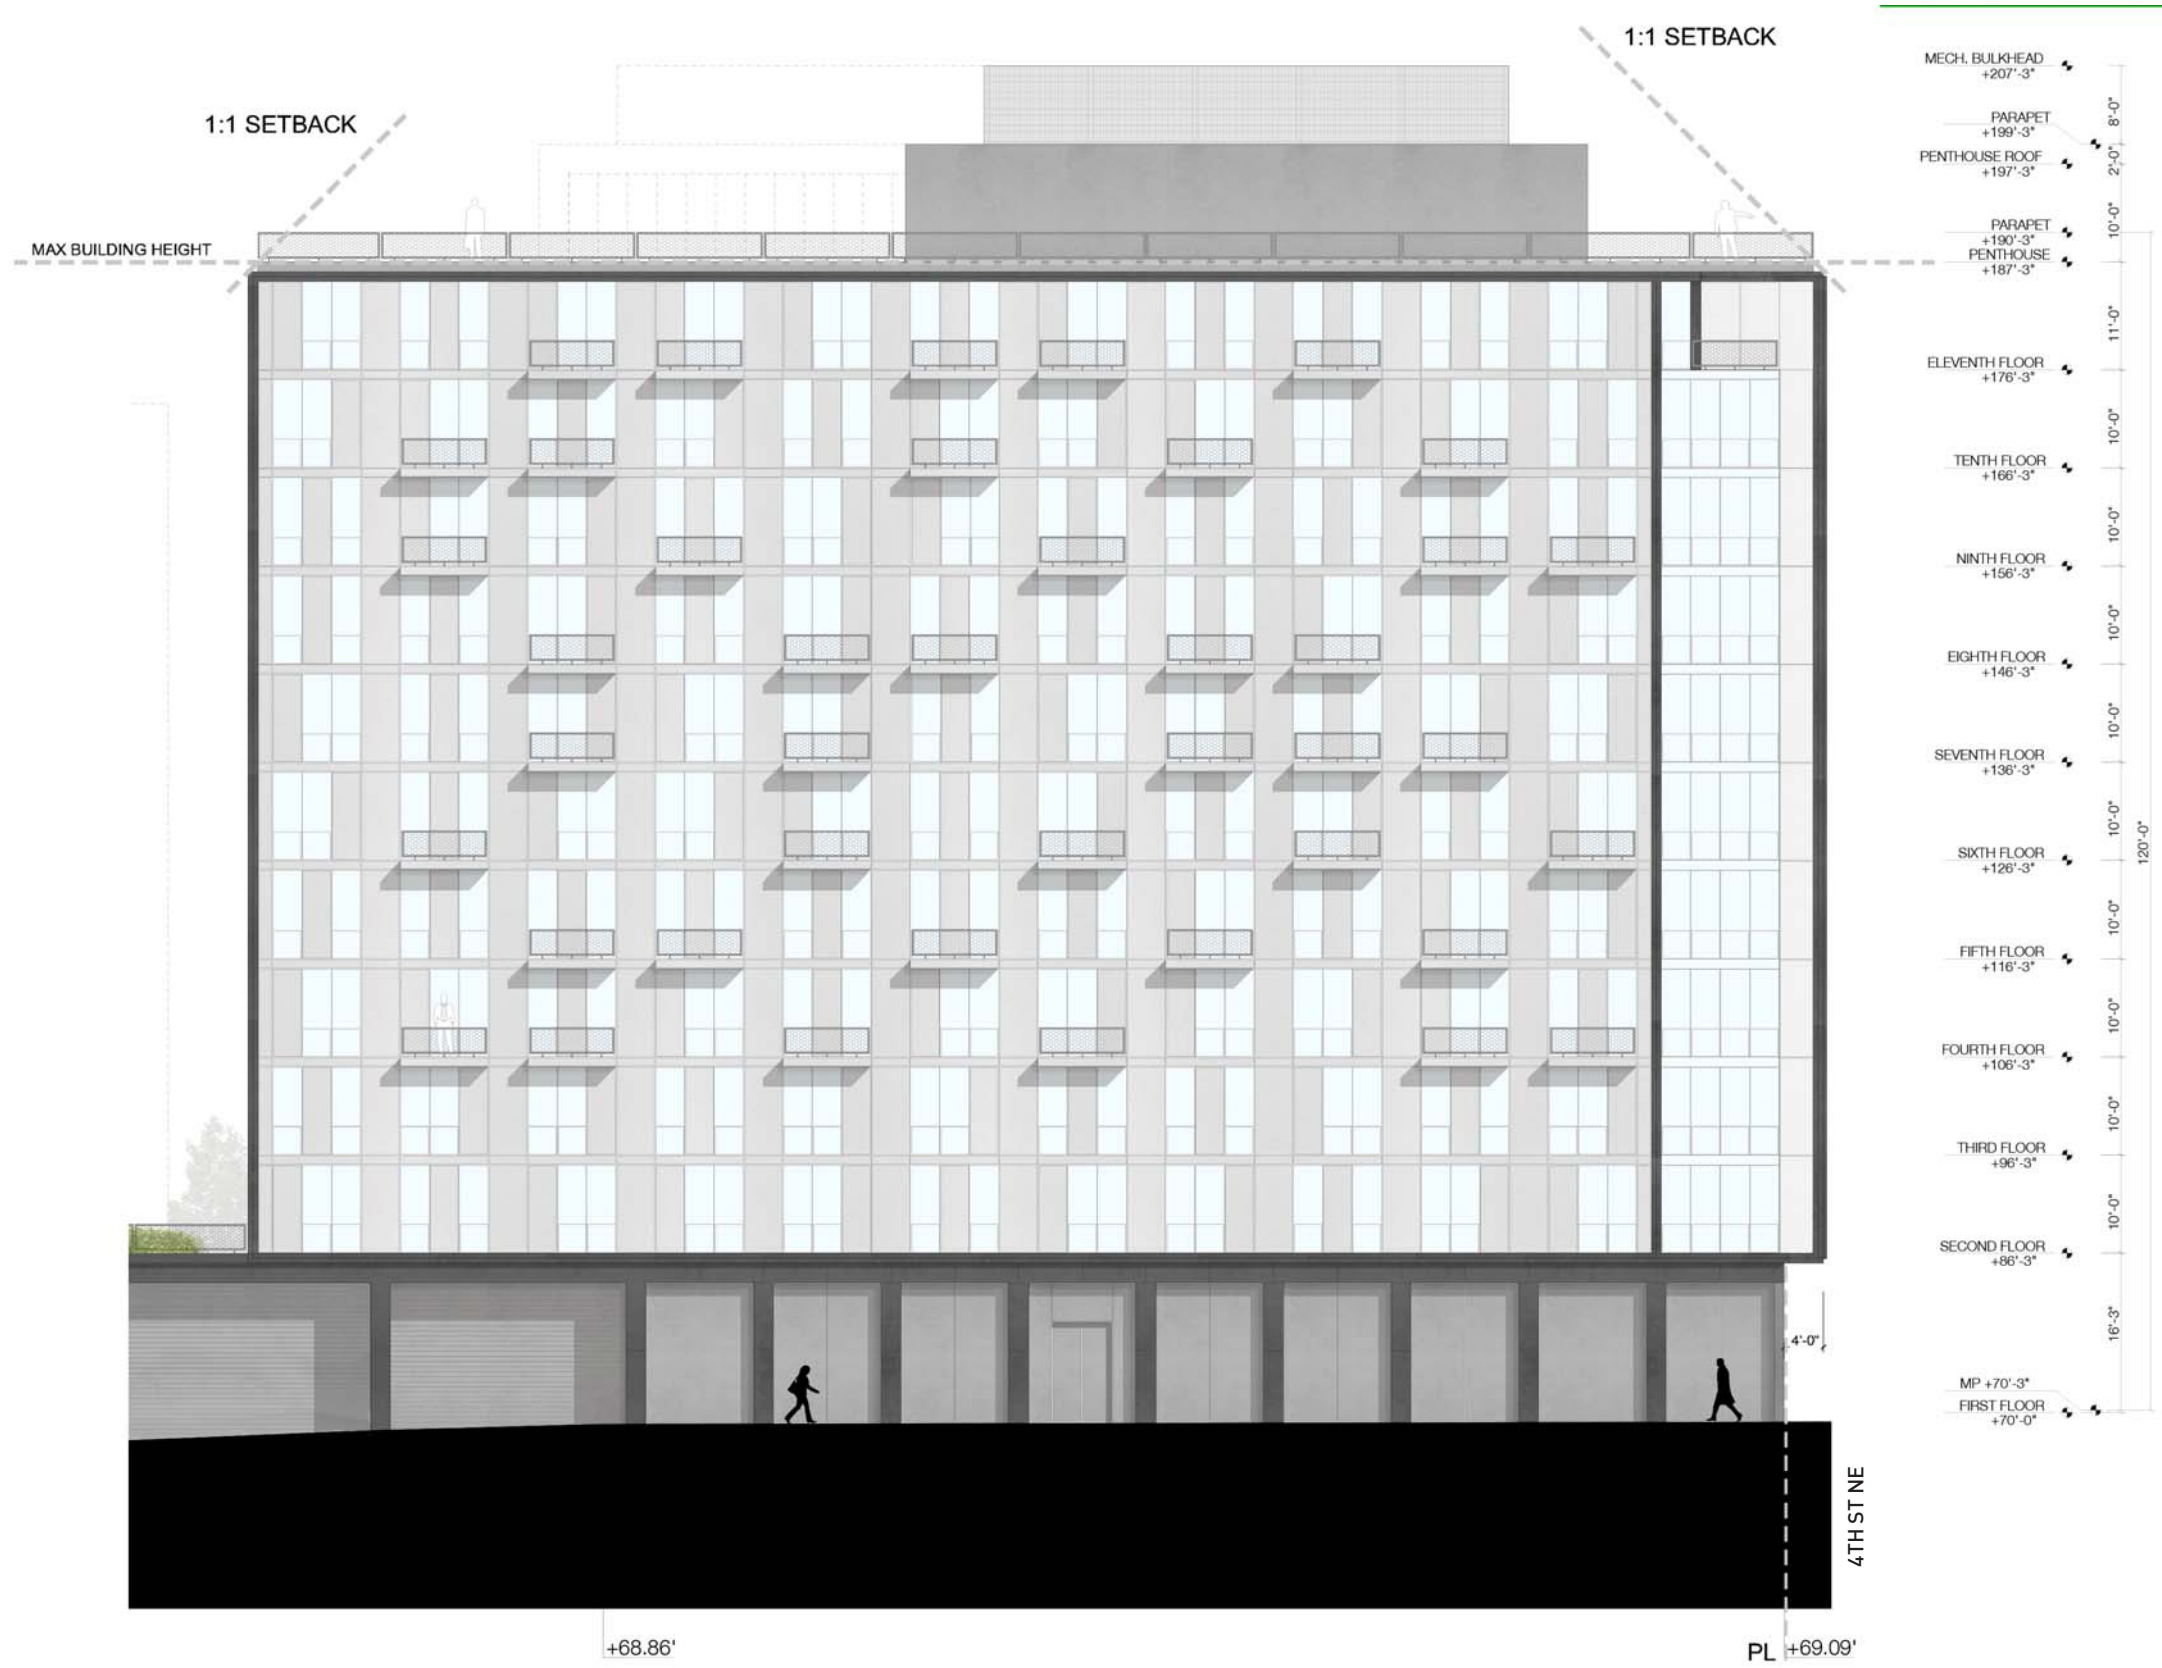 1:1 SETBACK
1:1 SETBACK
MAX BUILDING HEIGHT
MECH. BULKHEAD
+207'-3"
8'-0"
PARAPET
+199'-3"
2'-0"
PENTHOUSE ROOF
+197'-3"
10'-0"
PARAPET
+190'-3"
PENTHOUSE
+187'-3"
11'-0"
ELEVENTH FLOOR
+176'-3"
10'-0"
TENTH FLOOR
+166'-3"
10'-0"
NINTH FLOOR
+156'-3"
10'-0"
EIGHTH FLOOR
+146'-3"
10'-0"
SEVENTH FLOOR
+136'-3"
10'-0"
120'-0"
SIXTH FLOOR
+126'-3"
10'-0"
FIFTH FLOOR
+116'-3"
10'-0"
FOURTH FLOOR
+106'-3"
10'-0"
THIRD FLOOR
+96'-3"
10'-0"
SECOND FLOOR
+86'-3"
16'-3"
4'-0"
MP +70'-3"
FIRST FLOOR
+70'-0"
4TH ST NE
+68.86'
PL +69.09'